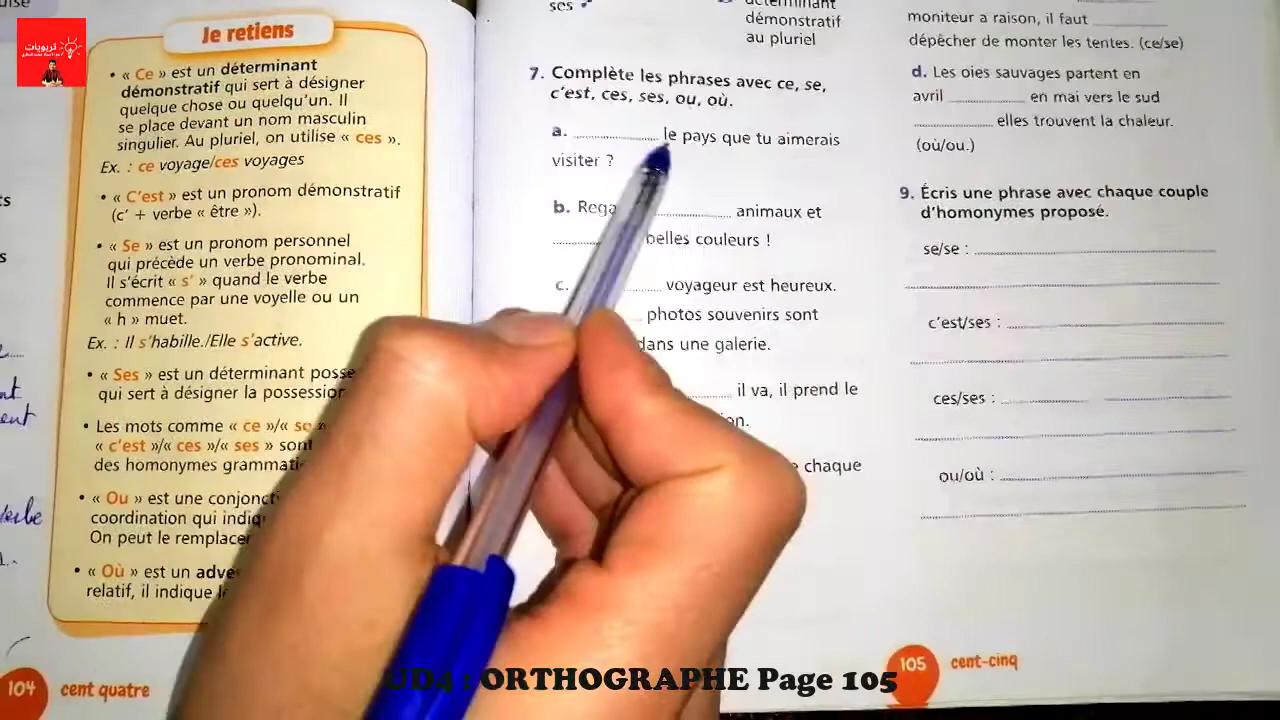 تربويات
Je retiens
• « Ce » est un déterminant
démonstratif qui sert à désigner
quelque chose ou quelqu'un. Il
se place devant un nom masculin
singulier. Au pluriel, on utilise « ces ».
Ex. : ce voyage/ces voyages
• « C'est » est un pronom démonstratif
(c' + verbe « être »).
• « Se » est un pronom personnel
qui précède un verbe pronominal.
Il s'écrit « s' » quand le verbe
commence par une voyelle ou un
« h » muet.
Ex. : Il s'habille./Elle s'active.
• « Ses » est un déterminant posse
qui sert à désigner la possession
• Les mots comme « ce »/« se »
« c'est »/« ces »/« ses » sont
des homonymes grammati
• « Ou » est une conjonct
coordination qui indiq
On peut le remplacer
• « Où » est un adve
relatif, il indique
104 cent quatre
ses
déterminant
démonstratif
au pluriel
7. Complète les phrases avec ce, se,
c'est, ces, ses, ou, où.
a. .................... le pays que tu aimerais
visiter ?
b. Rega .................... animaux et
.................... belles couleurs !
c. .................... voyageur est heureux.
photos souvenirs sont
dans une galerie.
.................... il va, il prend le
on.
chaque
moniteur a raison, il faut ....................
dépêcher de monter les tentes. (ce/se)
d. Les oies sauvages partent en
avril .................... en mai vers le sud
.................... elles trouvent la chaleur.
(où/ou.)
9. Écris une phrase avec chaque couple
d'homonymes proposé.
se/se : ....................
c'est/ses : ....................
ces/ses : ....................
ou/où : ....................
105 cent-cinq
UD4 : ORTHOGRAPHE Page 105